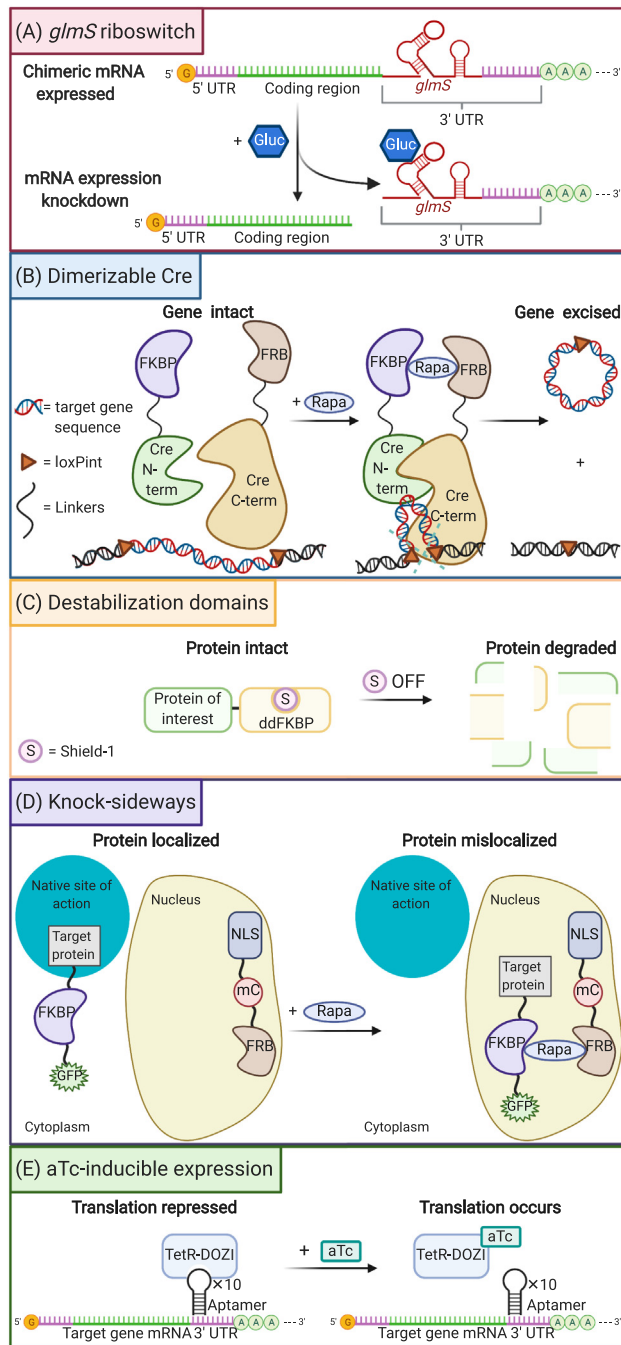 (A) glmS riboswitch
Chimeric mRNA
expressed
5'
G
5' UTR
Coding region
glmS
A A A
3'
3' UTR
+ Gluc
Gluc
mRNA expression
knockdown
5'
G
5' UTR
Coding region
glmS
A A A
3'
3' UTR
(B) Dimerizable Cre
Gene intact
Gene excised
FKBP
FRB
+ Rapa
FKBP
Rapa
FRB
= target gene
sequence
= loxPint
= Linkers
Cre
N-
term
Cre
C-term
Cre
N-
term
Cre
C-term
+
(C) Destabilization domains
Protein intact
Protein degraded
Protein of
interest
S
ddFKBP
S OFF
S = Shield-1
(D) Knock-sideways
Protein localized
Protein mislocalized
Native site of
action
Target
protein
FKBP
GFP
Cytoplasm
Nucleus
NLS
mC
FRB
+ Rapa
Native site of
action
Cytoplasm
Nucleus
NLS
Target
protein
mC
FKBP
Rapa
FRB
GFP
(E) aTc-inducible expression
Translation repressed
Translation occurs
TetR-DOZI
+ aTc
TetR-DOZI
aTc
×10
Aptamer
×10
Aptamer
5'
G
Target gene mRNA 3' UTR
A A A
3'
5'
G
Target gene mRNA 3' UTR
A A A
3'